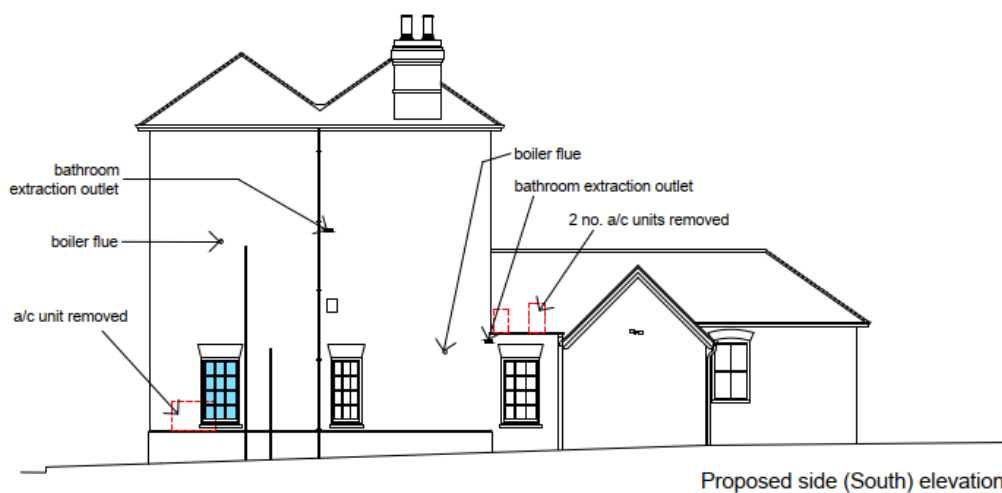 bathroom
extraction outlet
boiler flue
a/c unit removed
boiler flue
bathroom extraction outlet
2 no. a/c units removed
Proposed side (South) elevation